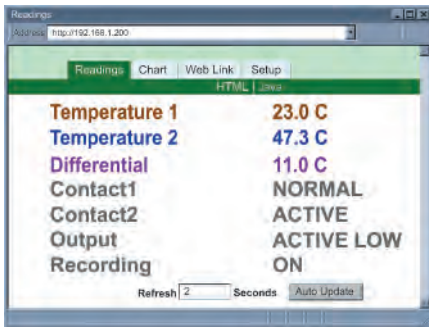 Readings
Address http://192.168.1.200
Readings Chart Web Link Setup
HTML | Java
Temperature 1 23.0 C
Temperature 2 47.3 C
Differential 11.0 C
Contact1 NORMAL
Contact2 ACTIVE
Output ACTIVE LOW
Recording ON
Refresh 2 Seconds Auto Update